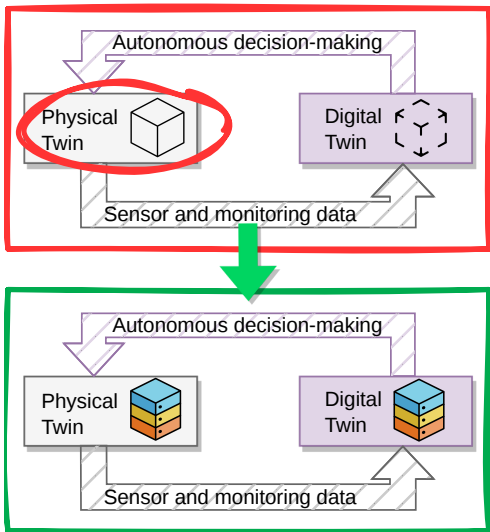 Autonomous decision-making
Physical
Twin
Digital
Twin
Sensor and monitoring data
Autonomous decision-making
Physical
Twin
Digital
Twin
Sensor and monitoring data